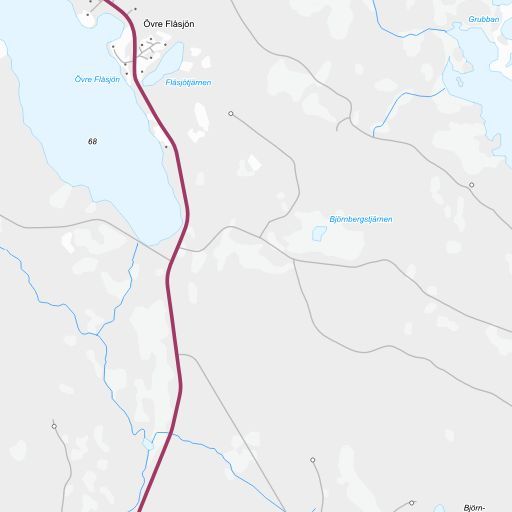 Grubban
Övre Flåsjön
Övre Flåsjön
Flåsjötjärnen
68
Björnbergstjärnen
Björn-